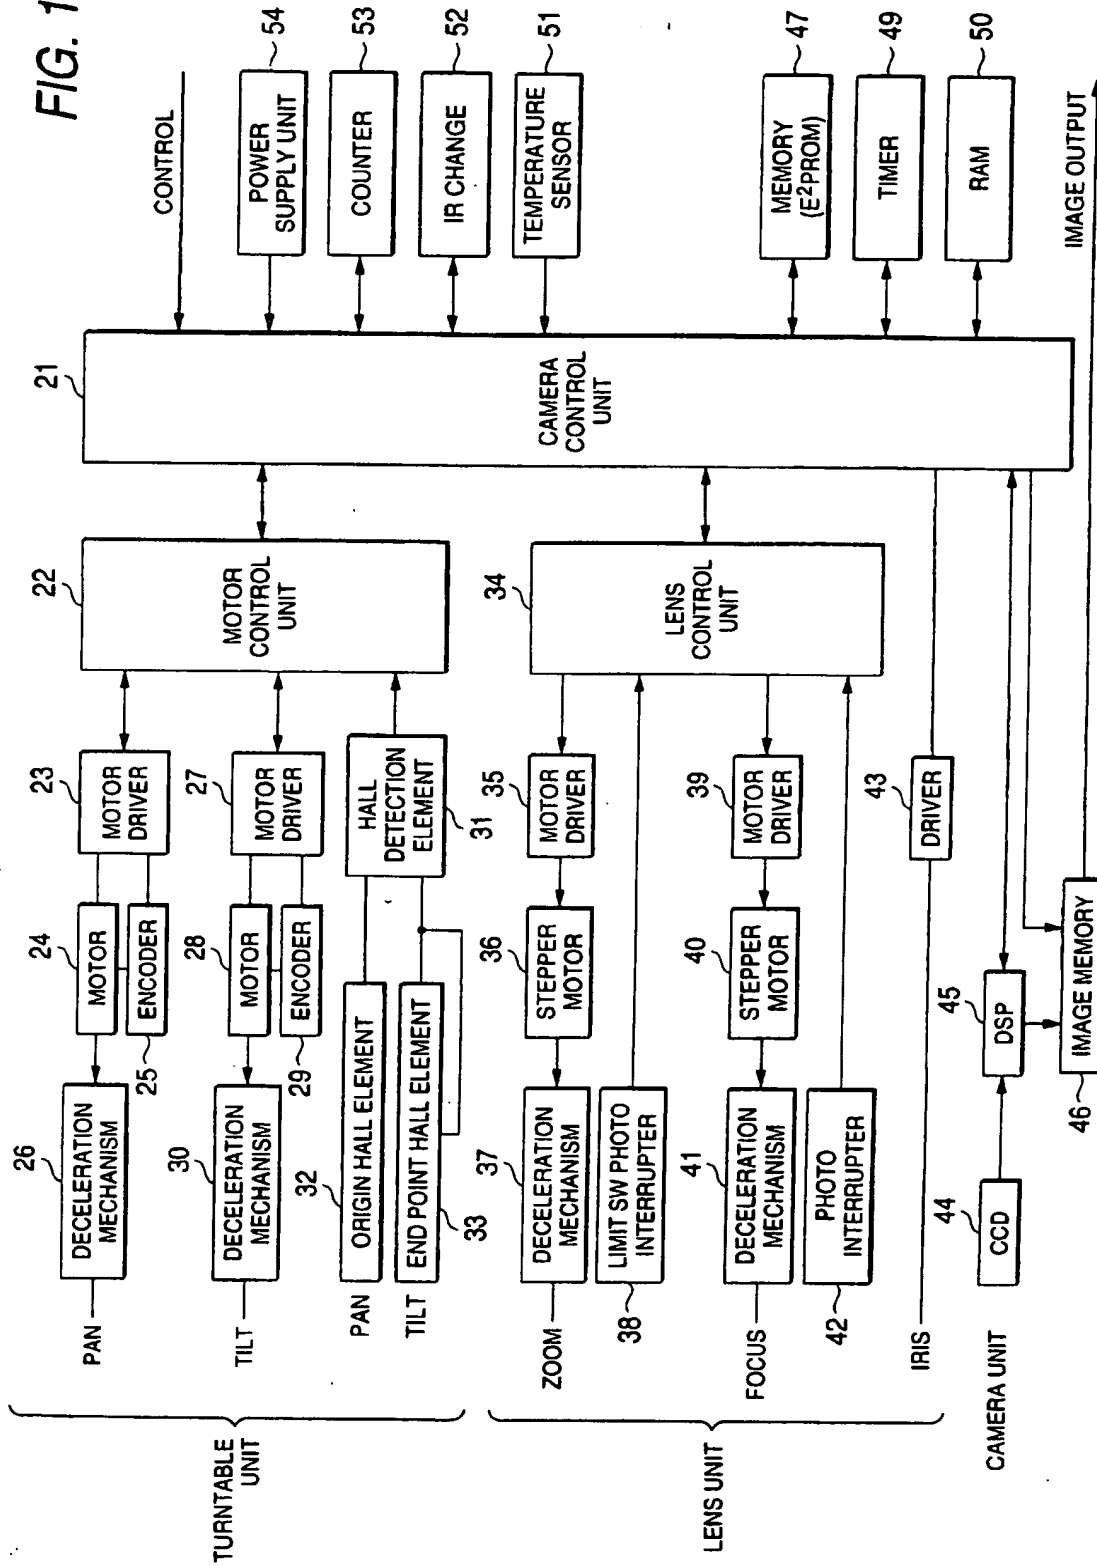 FIG. 1
CONTROL
54
POWER
SUPPLY UNIT
53
COUNTER
52
IR CHANGE
51
TEMPERATURE
SENSOR
47
MEMORY
(E2PROM)
49
TIMER
50
RAM
IMAGE OUTPUT
21
CAMERA
CONTROL
UNIT
22
MOTOR
CONTROL
UNIT
34
LENS
CONTROL
UNIT
23
MOTOR
DRIVER
24
MOTOR
ENCODER
25
26
DECELERATION
MECHANISM
PAN
27
MOTOR
DRIVER
28
MOTOR
ENCODER
29
30
DECELERATION
MECHANISM
TILT
HALL
DETECTION
ELEMENT
31
32
ORIGIN HALL ELEMENT
PAN
END POINT HALL ELEMENT
33
TILT
TURNTABLE
UNIT
35
MOTOR
DRIVER
36
STEPPER
MOTOR
37
DECELERATION
MECHANISM
ZOOM
LIMIT SW PHOTO
INTERRUPTER
38
39
MOTOR
DRIVER
40
STEPPER
MOTOR
41
DECELERATION
MECHANISM
FOCUS
PHOTO
INTERRUPTER
42
43
DRIVER
IRIS
LENS UNIT
44
CCD
45
DSP
46
IMAGE MEMORY
CAMERA UNIT